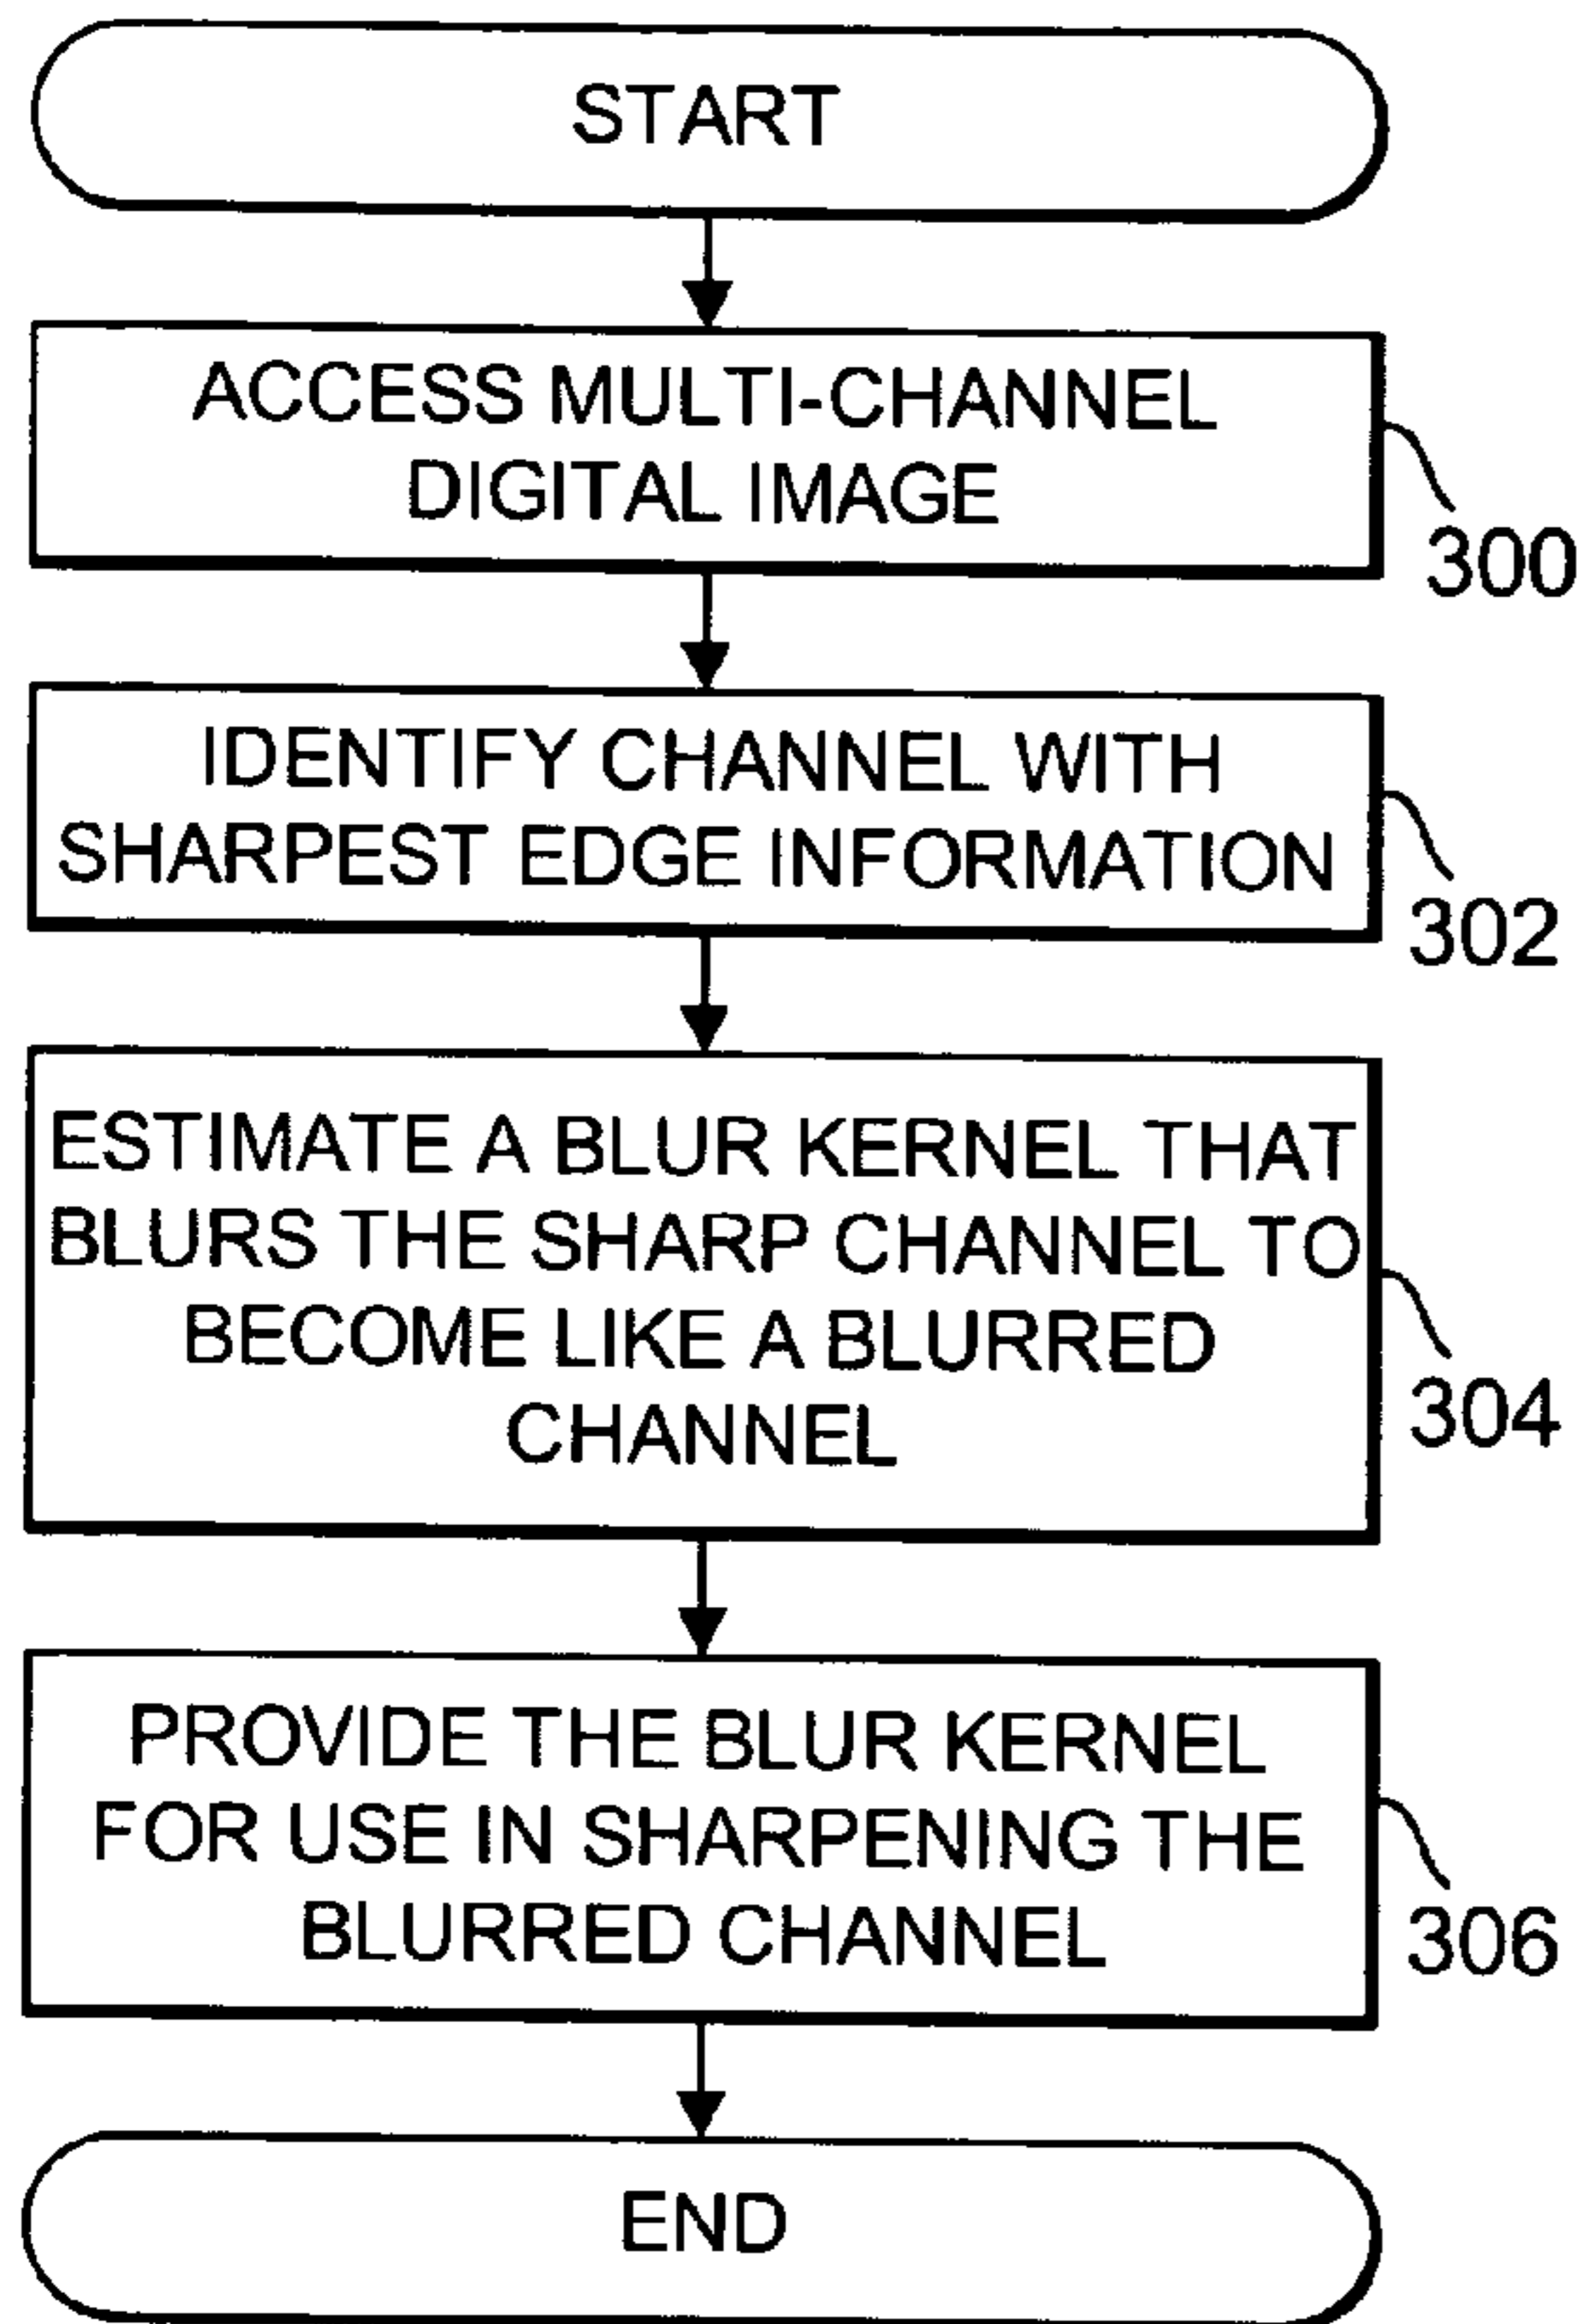 START
ACCESS MULTI-CHANNEL
DIGITAL IMAGE
300
IDENTIFY CHANNEL WITH
SHARPEST EDGE INFORMATION
302
ESTIMATE A BLUR KERNEL THAT
BLURS THE SHARP CHANNEL TO
BECOME LIKE A BLURRED
CHANNEL
304
PROVIDE THE BLUR KERNEL
FOR USE IN SHARPENING THE
BLURRED CHANNEL
306
END